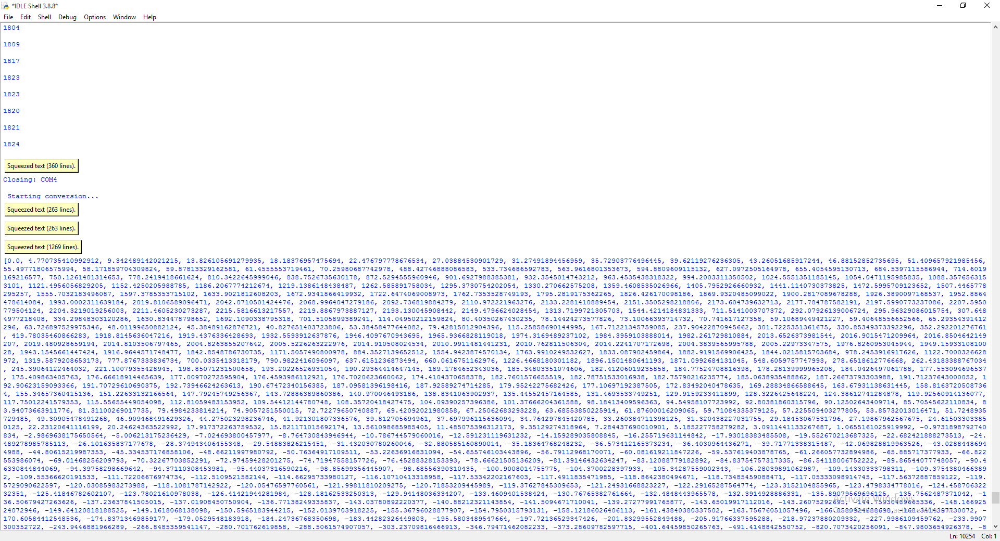 *IDLE Shell 3.8.8*
File Edit Shell Debug Options Window Help
1804
1809
1817
1823
1823
1820
1821
1824
Squeezed text (360 lines).
Closing: COM4
Starting conversion...
Squeezed text (263 lines).
Squeezed text (263 lines).
Squeezed text (1269 lines).
[0.0, 4.770735410992912, 9.342489142021215, 13.826105691279935, 18.18376957475694, 22.476797778676534, 27.03884530901729, 31.27491894456959, 35.72903776496445, 39.62119276236305, 43.26051685917244, 46.88152852735695, 51.409657921985456,
55.49771806575994, 58.171859704309824, 59.87813329162581, 61.4555553719461, 70.25980687742978, 488.42746888086583, 533.734686592783, 563.9616801353673, 594.8809609115132, 627.0972505164978, 655.4054595130713, 684.5397115586944, 714.6019
169216577, 750.1261401314653, 778.2419418661624, 810.3422645999046, 838.7526735630178, 872.5294555960946, 901.6927988385381, 932.3545014743212, 963.4535438318322, 994.2003311350502, 1024.5551351185145, 1054.0471195985835, 1088.357656315
3101, 1121.4956056829205, 1152.4250205988785, 1186.2067774212674, 1219.1386148438487, 1262.585891758034, 1295.3730754202054, 1330.270662575208, 1359.4608535026966, 1405.7952926660932, 1441.1140730373825, 1472.5995709123652, 1507.4465778
295257, 1555.7032183496087, 1597.3785353715102, 1633.9021812608203, 1672.9341866419932, 1722.6474069008973, 1762.7353528749193, 1795.2819175362265, 1826.426170098186, 1869.9320485099022, 1900.2817089678288, 1926.3890097168537, 1952.8864
478614084, 1993.0002311639184, 2019.8106589096471, 2042.0710501424476, 2068.9964047279186, 2092.736819884279, 2110.972221963276, 2133.2281410889454, 2151.3505298218806, 2173.604739632713, 2177.784787582191, 2197.5990773237086, 2207.5950
779504124, 2204.3219019256003, 2211.4605230273287, 2215.5816613217557, 2219.8867973887127, 2193.130045908442, 2149.4796624028454, 1313.7199721305703, 1544.4214184831333, 711.5141003707372, 292.07926139006724, 295.96329086015754, 307.648
4977218408, 334.29848303120286, 1630.834478798652, 1692.1090338795318, 701.5105899389241, 114.04950212159824, 80.40350267430235, 78.14424273577826, 73.10066393714732, 70.741617127358, 59.10689449421227, 59.40648556652566, 65.29354391412
296, 63.726897529975346, 48.01199650882124, 45.38489162876721, 40.827651403723806, 53.38458477644082, 79.42815012904396, 115.25858690144995, 167.71221345759085, 237.90422870945662, 301.7225351361675, 330.85349373392296, 352.292201276761
, 419.78035460866283, 1918.8145636047216, 1919.4376336428693, 1932.5593912637876, 1946.4097670943695, 1965.9366828119018, 1974.3169489237102, 1984.3959103888014, 1982.261729810884, 2013.6526373981544, 2016.9015471209964, 2016.8504642149
207, 2019.480928659194, 2014.8103506797465, 2004.8263855207642, 2005.5226263222976, 2014.910508024534, 2010.9911481441231, 2010.762811506304, 2014.2241707172698, 2004.3839565995788, 2005.22973347575, 1976.8260953045944, 1949.15933108100
28, 1943.1545661447424, 1916.9644571748477, 1842.8548786730735, 1171.5057490800978, 884.3527139652512, 1554.9423874570134, 1763.9910249532627, 1833.087902459864, 1882.9191569906425, 1844.0215815703684, 978.2453916917626, 1122.7000326628
972, 1319.5879208653173, 777.8767333836734, 700.0335413318179, 790.9822416096097, 637.6151236873494, 660.0616751162976, 1226.4668180301182, 1896.1501480641193, 1871.0992684131045, 548.6059757747993, 278.6518612776668, 262.43183388767034
, 245.39064122464032, 221.10079355428945, 198.85071231500658, 193.20226526931054, 190.29364414647145, 189.1784652343036, 185.34803351074606, 182.41206019235858, 184.77524708816398, 178.28139999965208, 184.0426497061788, 177.553094696537
, 175.409863405763, 176.66618914465639, 177.00970272595904, 176.4593986112921, 176.7020623660062, 174.4104370658378, 182.7601576655519, 182.78751533016938, 182.75790216235774, 185.0638935488862, 187.26673793303988, 191.71237643000052, 1
92.90623159093366, 191.70729610690375, 192.73946624263613, 190.67472340156385, 187.09581396198416, 187.92589274714285, 179.95242275682426, 177.10697192387505, 172.83492040478635, 169.28834866588645, 163.67931138631445, 158.8163720508736
4, 155.34657360415136, 151.22633132166564, 147.79245749256367, 143.72886389860386, 140.970046493186, 138.8341063902937, 135.44552457164585, 131.4693533749251, 129.9159233411899, 128.3226425648224, 124.38612741284878, 119.9256091413607 7,
117.75012241579353, 115.55655449054098, 112.81059483153952, 109.54412144780748, 108.35720418427475, 104.09390257396386, 101.37666204361588, 98.18413409596363, 94.54958107723992, 92.80381860315796, 90.12502643409714, 85.70545622110834, 8
3.94073663911776, 81.31100269017735, 79.4984233814214, 74.9057251550015, 72.72279650740887, 69.42092021980858, 67.25062683293228, 63.68553850225914, 61.87600016209065, 59.71084335379125, 57.225509403277805, 53.85732013016471, 51.7248935
729485, 49.30905478491268, 46.909468491629326, 44.275023298236746, 41.921301807336576, 39.812705694961, 37.697996115636094, 34.764297845420785, 33.260384711398125, 31.320438227031755, 29.18453067531796, 27.19867962567675, 24.61503303385
0125, 22.23120641116199, 20.24624363522992, 17.917372263759532, 15.821171015692174, 13.561098685985405, 11.485075396312173, 9.35129274318964, 7.284437690010901, 5.185227758279282, 3.0911441133267687, 1.0655161025919992, -0.9731898792740
834, -2.9869638175650564, -5.006213175236429, -7.024693800457977, -8.764730843946944, -10.786744579060016, -12.591231119631232, -14.159289035808845, -16.255719631144842, -17.93018383485508, -19.552670213687325, -22.682421888273513, -24.
489278985785113, -26.101635837177678, -28.374943406455348, -29.54883826215451, -31.432030780260046, -32.880585160890014, -35.18364768248232, -36.573412165373234, -36.4030964436271, -39.71771338315487, -42.069828819963526, -43.0288448694
4988, -44.80615219987353, -45.334537176858106, -48.66211997980792, -50.76364917109511, -53.22636916831094, -54.655746103443896, -56.79112968170071, -60.081619211847226, -59.53761940378565, -61.266057732894986, -65.885717377933, -66.822
553986074, -69.01468256209793, -70.32267703852291, -72.97459428201275, -74.71947558157726, -76.45288328153393, -78.66621505136209, -81.39146432634247, -83.12088779182892, -84.83754757317335, -86.54118006752222, -89.86544077748057, -90.4
6330844844069, -94.39758298669642, -94.37110308453981, -95.44037316590216, -98.85699356445907, -98.68556390310435, -100.9008014755775, -104.3700228397933, -105.34287559002343, -106.28039891062987, -109.14330333798311, -109.3754380466389
2, -109.55366620191533, -111.72206676974734, -112.5109521582144, -114.66295733980127, -116.10710413318958, -117.53342202167603, -117.4911835471985, -118.8642380494671, -118.73485459088471, -117.05333098914745, -117.56372887859122, -119.
5729090622597, -120.03085983273988, -118.1081787142922, -120.05476597760561, -121.99811810209275, -120.71853209445989, -119.37627845309653, -121.24931668823227, -122.29165287564774, -123.3152104855965, -123.4798334778016, -124.458706322
32351, -125.41846782602107, -123.78021610978038, -126.41421944281984, -128.18162533250313, -129.94148036334207, -133.4609401538424, -130.76765382761664, -132.4848443965578, -132.3914928886331, -135.89079569696125, -135.7562487371042, -1
36.50679427263626, -137.23637841505015, -137.01908450750904, -136.77138249335837, -143.03780892220377, -140.88212321143854, -141.5094671710041, -139.27277991765877, -143.65019917112016, -143.26075292695, -144.75930489665336, -148.166925
24072946, -149.64120818188525, -149.1618068138098, -150.5965183944215, -152.0139703918225, -155.36796028877907, -154.7950315793131, -158.12186026406113, -161.43840380337502, -163.75676051057496, -
170.60584412548536, -174.83713469859177, -179.0529548183918, -184.24736768350698, -183.44282326449803, -195.5803489547664, -197.72136529347426, -201.83299552849488, -205.91766337595288, -218.97237880209332, -227.9986109459762, -233.9907
300352722, -243.9446881966289, -266.8485359541147, -280.701762619858, -288.5061574507057, -303.23709816466913, -346.79471462082233, -373.2860978259771 5, -401.64459850265763, -491.4148842550752, -820.7073420256091, -847.9803654926378, -8
Activate Windows
Go to Settings to activate Windows.
Ln: 10254 Col: 1